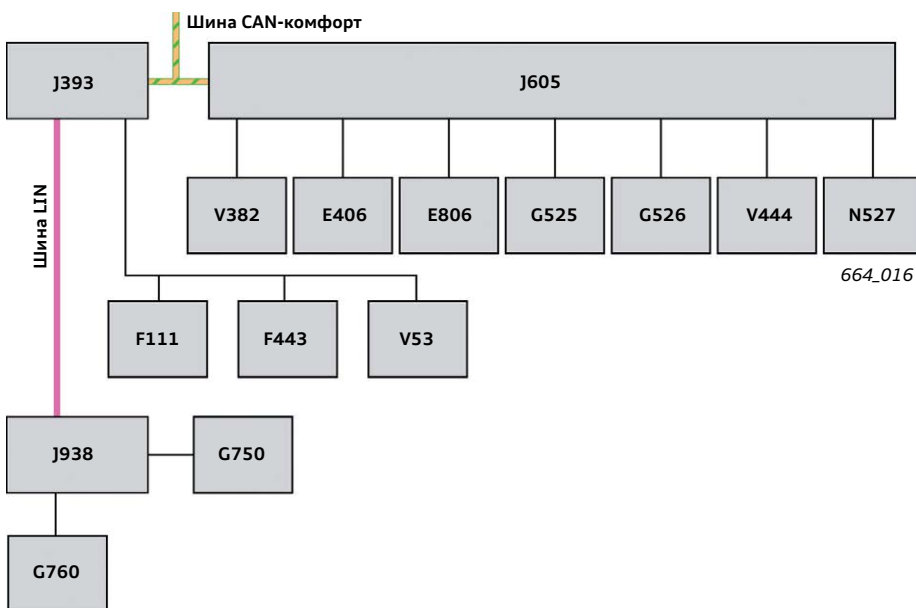 Шина CAN-комфорт
J393
J605
Шина LIN
V382
E406
E806
G525
G526
V444
N527
664_016
F111
F443
V53
J938
G750
G760